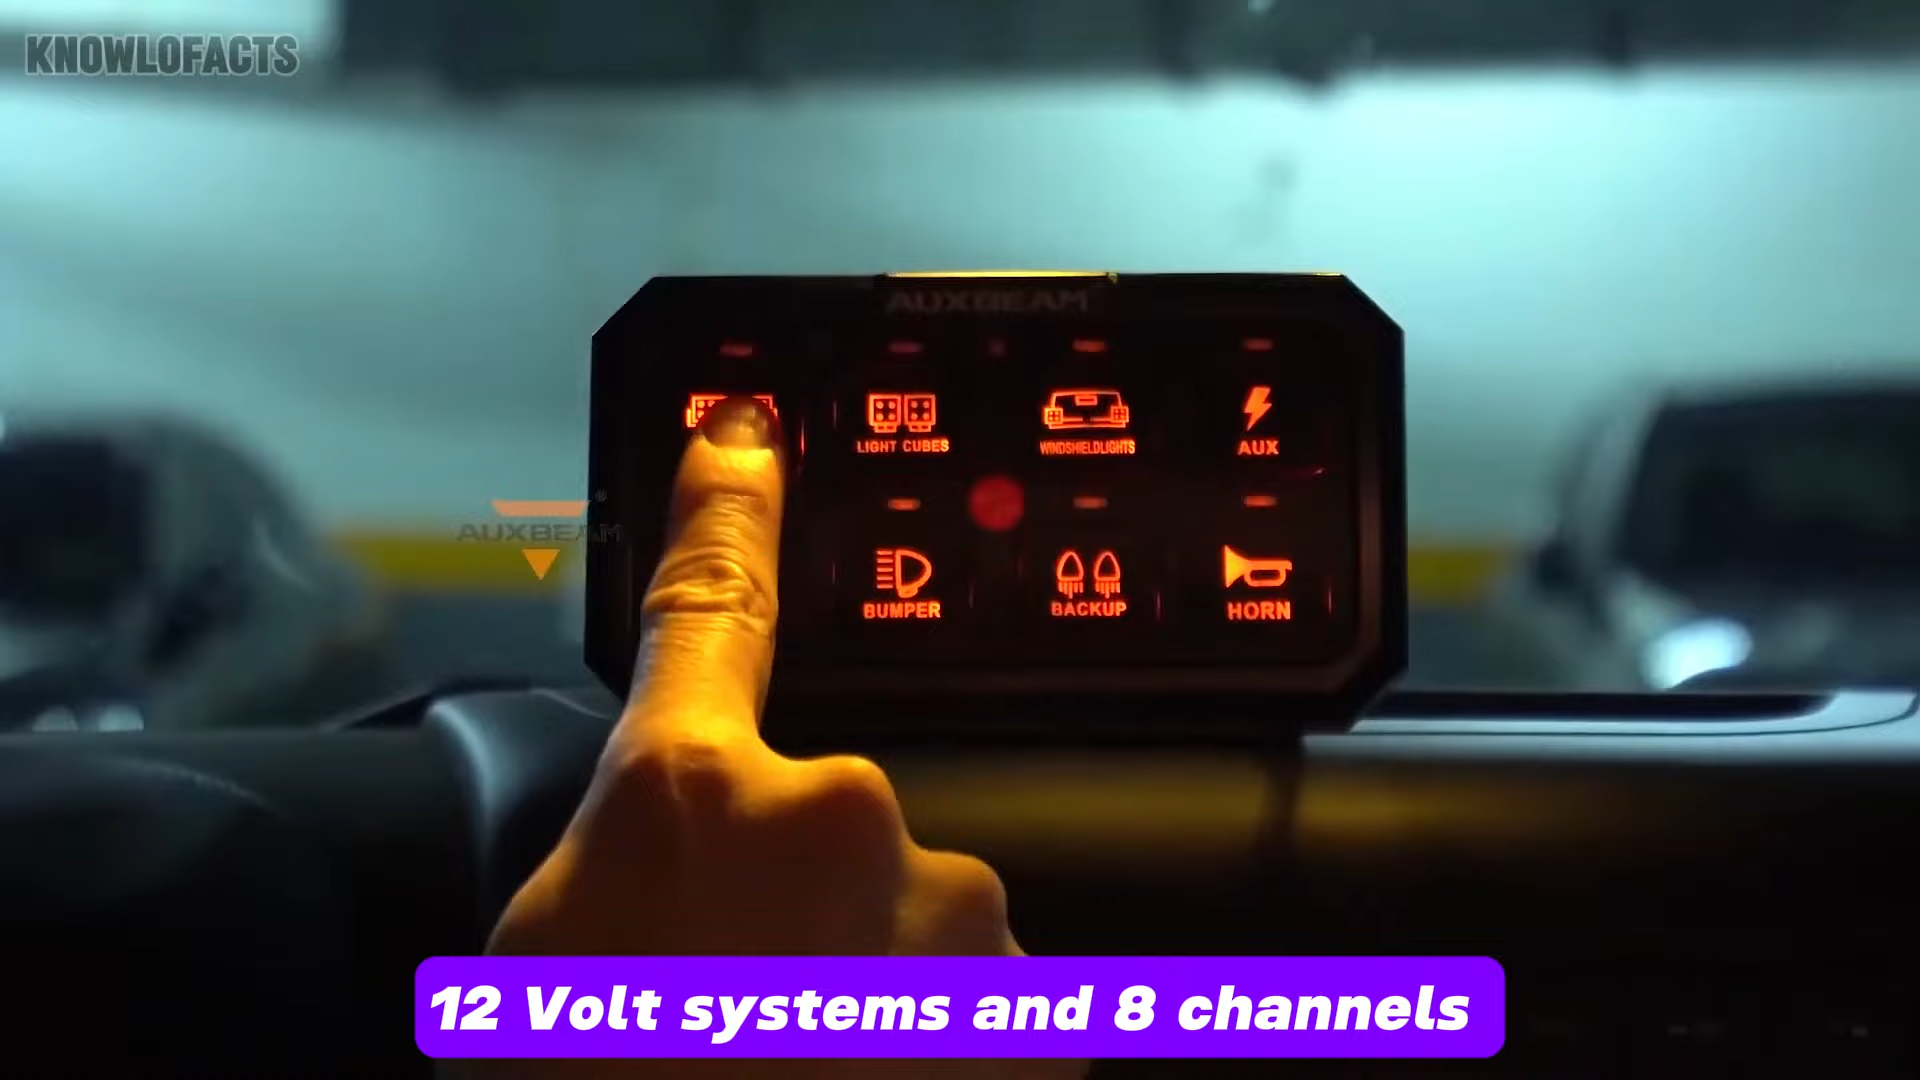 KNOWLOFACTS
AUXBEAM
LIGHT CUBES
WINDSHIELDLIGHTS
AUX
AUXBEAM
BUMPER
BACKUP
HORN
12 Volt systems and 8 channels